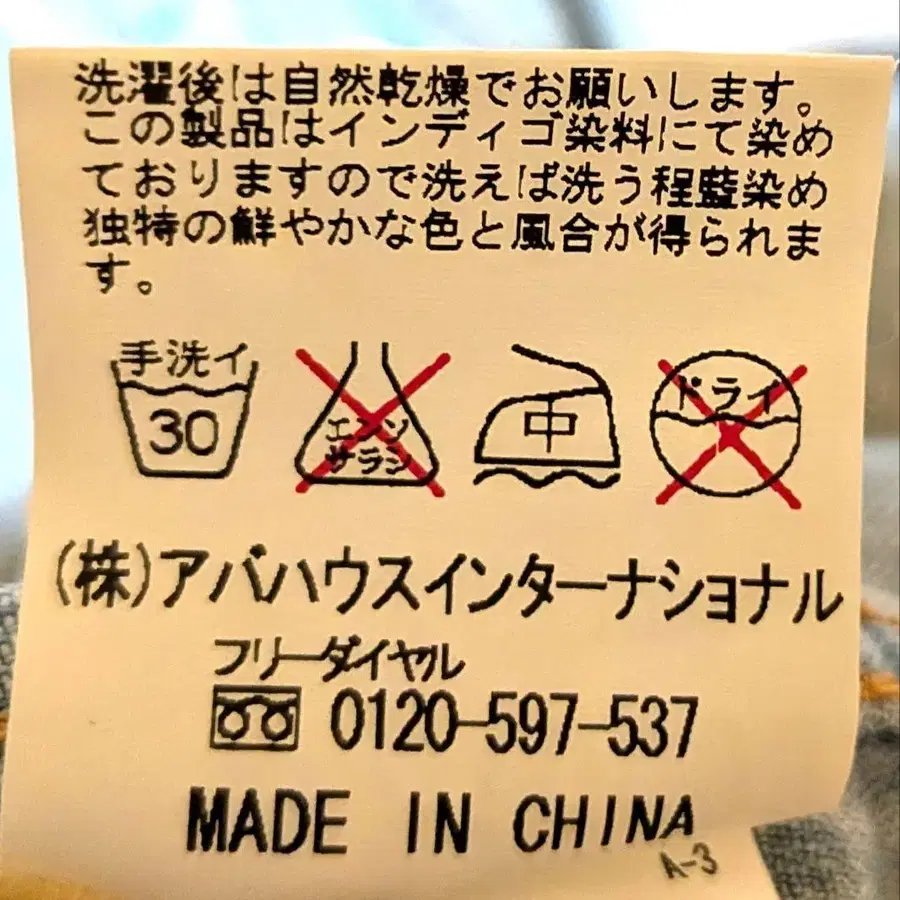 洗濯後は自然乾燥でお願いします。
この製品はインディゴ染料にて染め
ておりますので洗えば洗う程藍染め
独特の鮮やかな色と風合が得られま
す。
手洗イ
30
エンソ
サラシ
中
ドライ
(株)アバハウスインターナショナル
フリーダイヤル
0120-597-537
MADE IN CHINA
A-3